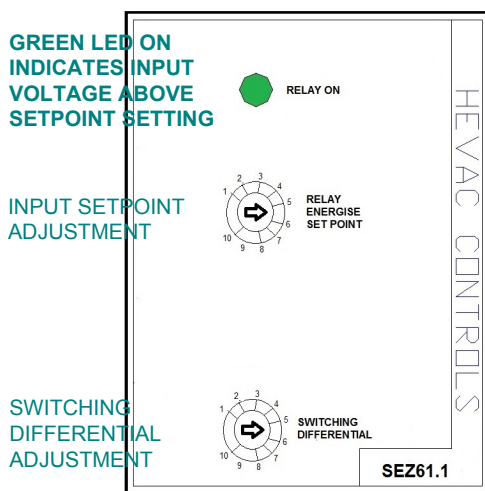 GREEN LED ON
INDICATES INPUT
VOLTAGE ABOVE
SETPOINT SETTING
RELAY ON
INPUT SETPOINT
ADJUSTMENT
1
2
3
4
5
6
7
8
9
10
RELAY
ENERGISE
SET POINT
HEVAC CONTROLS
SWITCHING
DIFFERENTIAL
ADJUSTMENT
1
2
3
4
5
6
7
8
9
10
SWITCHING
DIFFERENTIAL
SEZ61.1